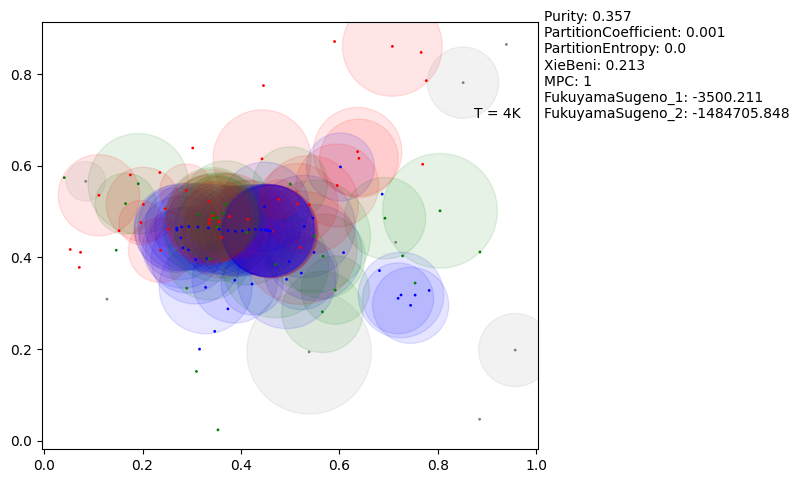 Purity: 0.357
PartitionCoefficient: 0.001
PartitionEntropy: 0.0
XieBeni: 0.213
MPC: 1
FukuyamaSugeno_1: -3500.211
FukuyamaSugeno_2: -1484705.848
T = 4K
0.8
0.6
0.4
0.2
0.0
0.0 0.2 0.4 0.6 0.8 1.0